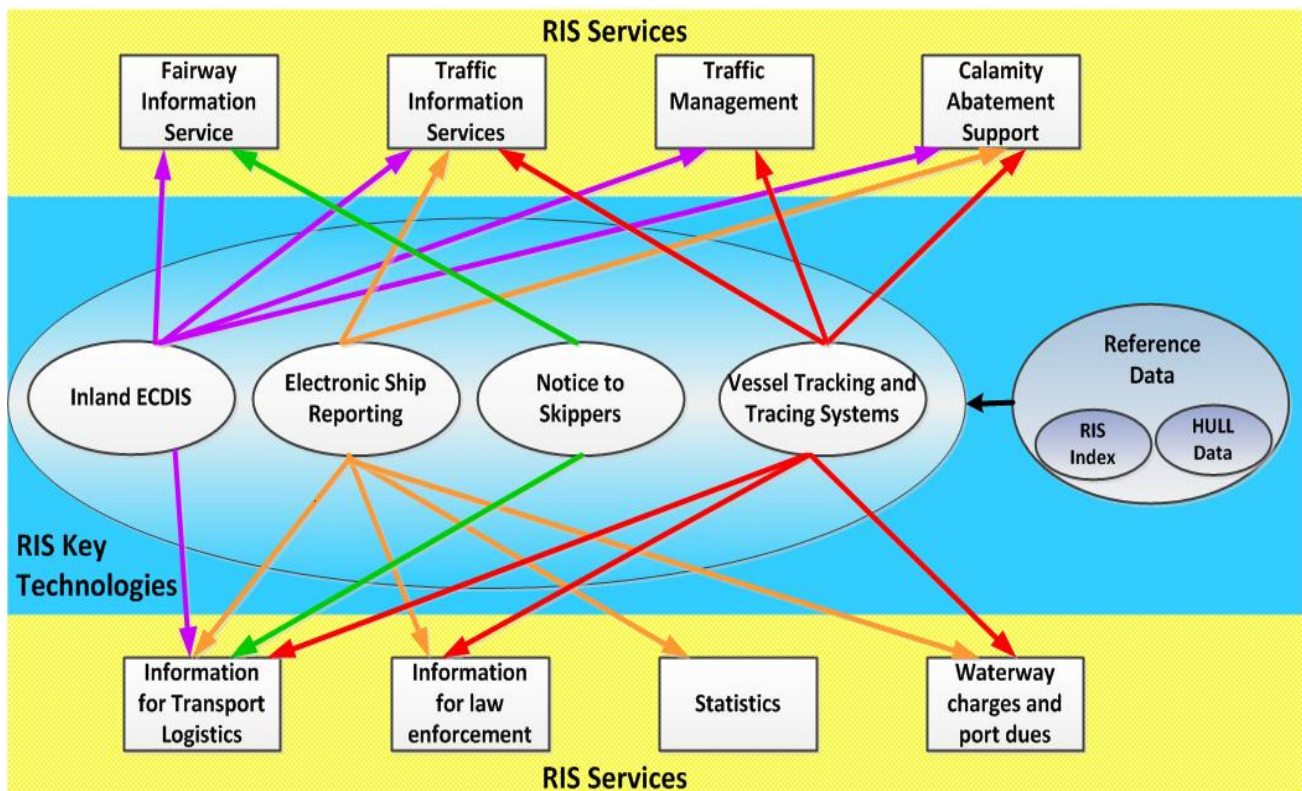 RIS Services
Fairway
Information
Service
Traffic
Information
Services
Traffic
Management
Calamity
Abatement
Support
Inland ECDIS
Electronic Ship
Reporting
Notice to
Skippers
Vessel Tracking and
Tracing Systems
Reference
Data
RIS
Index
HULL
Data
RIS Key
Technologies
Information
for Transport
Logistics
Information
for law
enforcement
Statistics
Waterway
charges and
port dues
RIS Services